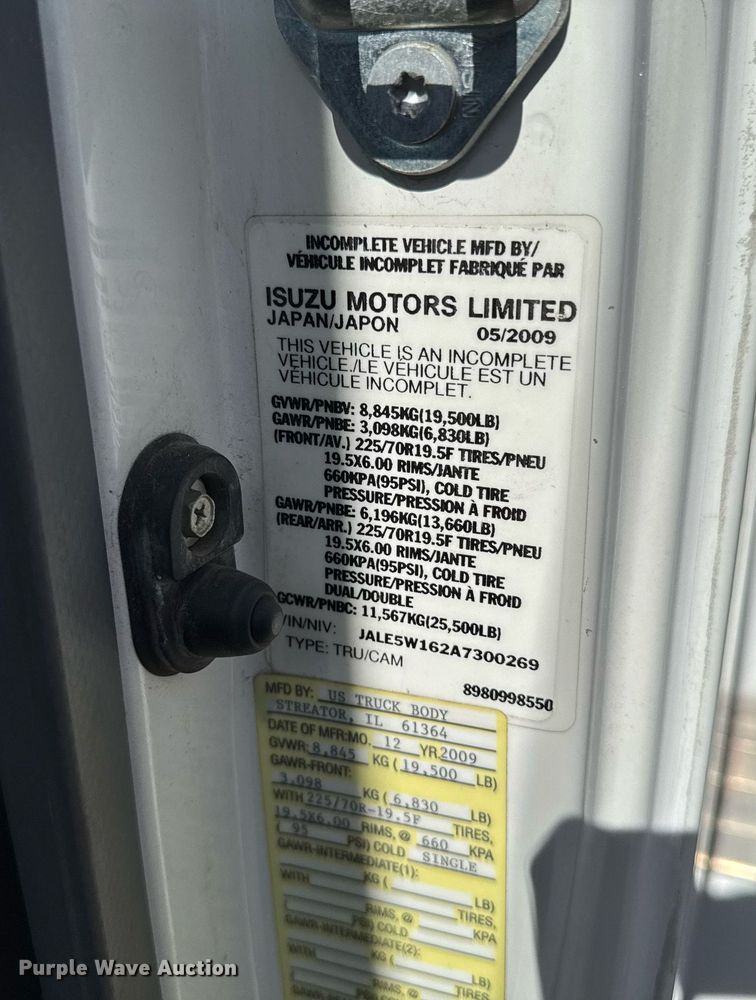 INCOMPLETE VEHICLE MFD BY/
VÉHICULE INCOMPLET FABRIQUÉ PAR
ISUZU MOTORS LIMITED
JAPAN/JAPON 05/2009
THIS VEHICLE IS AN INCOMPLETE
VEHICLE./LE VÉHICULE EST UN
VÉHICULE INCOMPLET.
GVWR/PNBV: 8,845KG(19,500LB)
GAWR/PNBE: 3,098KG(6,830LB)
(FRONT/AV.) 225/70R19.5F TIRES/PNEU
19.5X6.00 RIMS/JANTE
660KPA(95PSI), COLD TIRE
PRESSURE/PRESSION À FROID
GAWR/PNBE: 6,196KG(13,660LB)
(REAR/ARR.) 225/70R19.5F TIRES/PNEU
19.5X6.00 RIMS/JANTE
660KPA(95PSI), COLD TIRE
PRESSURE/PRESSION À FROID
DUAL/DOUBLE
GCWR/PNBC: 11,567KG(25,500LB)
/IN/NIV: JALE5W162A7300269
TYPE: TRU/CAM
8980998550
MFD BY: US TRUCK BODY
STREATOR, IL 61364
DATE OF MFR:MO. 12 YR.2009
GVWR: 8,845 KG ( 19,500 LB)
GAWR-FRONT:
3,098 KG ( 6,830 LB)
WITH 225/70R-19.5F TIRES,
19.5X6.00 RIMS, @ 660 KPA
( 95 PSI) COLD SINGLE
GAWR-INTERMEDIATE(1):
KG ( LB)
WITH TIRES,
RIMS, @ KPA
( PSI) COLD
GAWR-INTERMEDIATE(2):
KG ( LB)
WITH TIRES,
RIMS, @
Purple Wave Auction